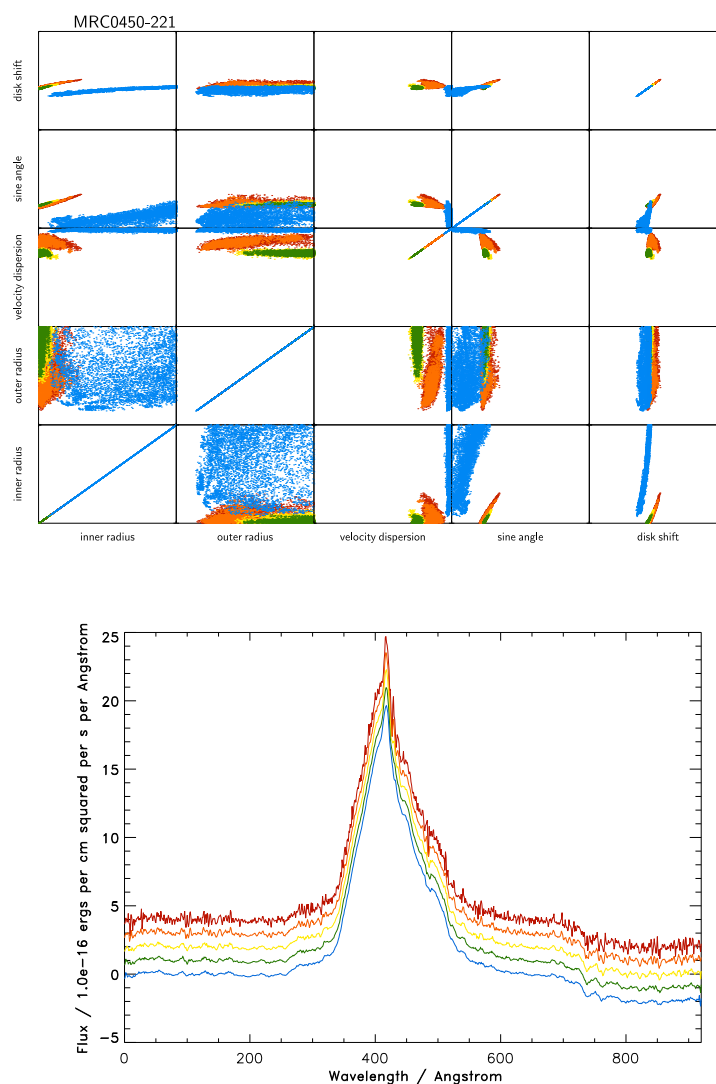 MRC0450-221
disk shift
sine angle
velocity dispersion
outer radius
inner radius
inner radius outer radius velocity dispersion sine angle disk shift
25
20
15
10
5
0
−5
Flux / 1.0e−16 ergs per cm squared per s per Angstrom
0 200 400 600 800
Wavelength / Angstrom